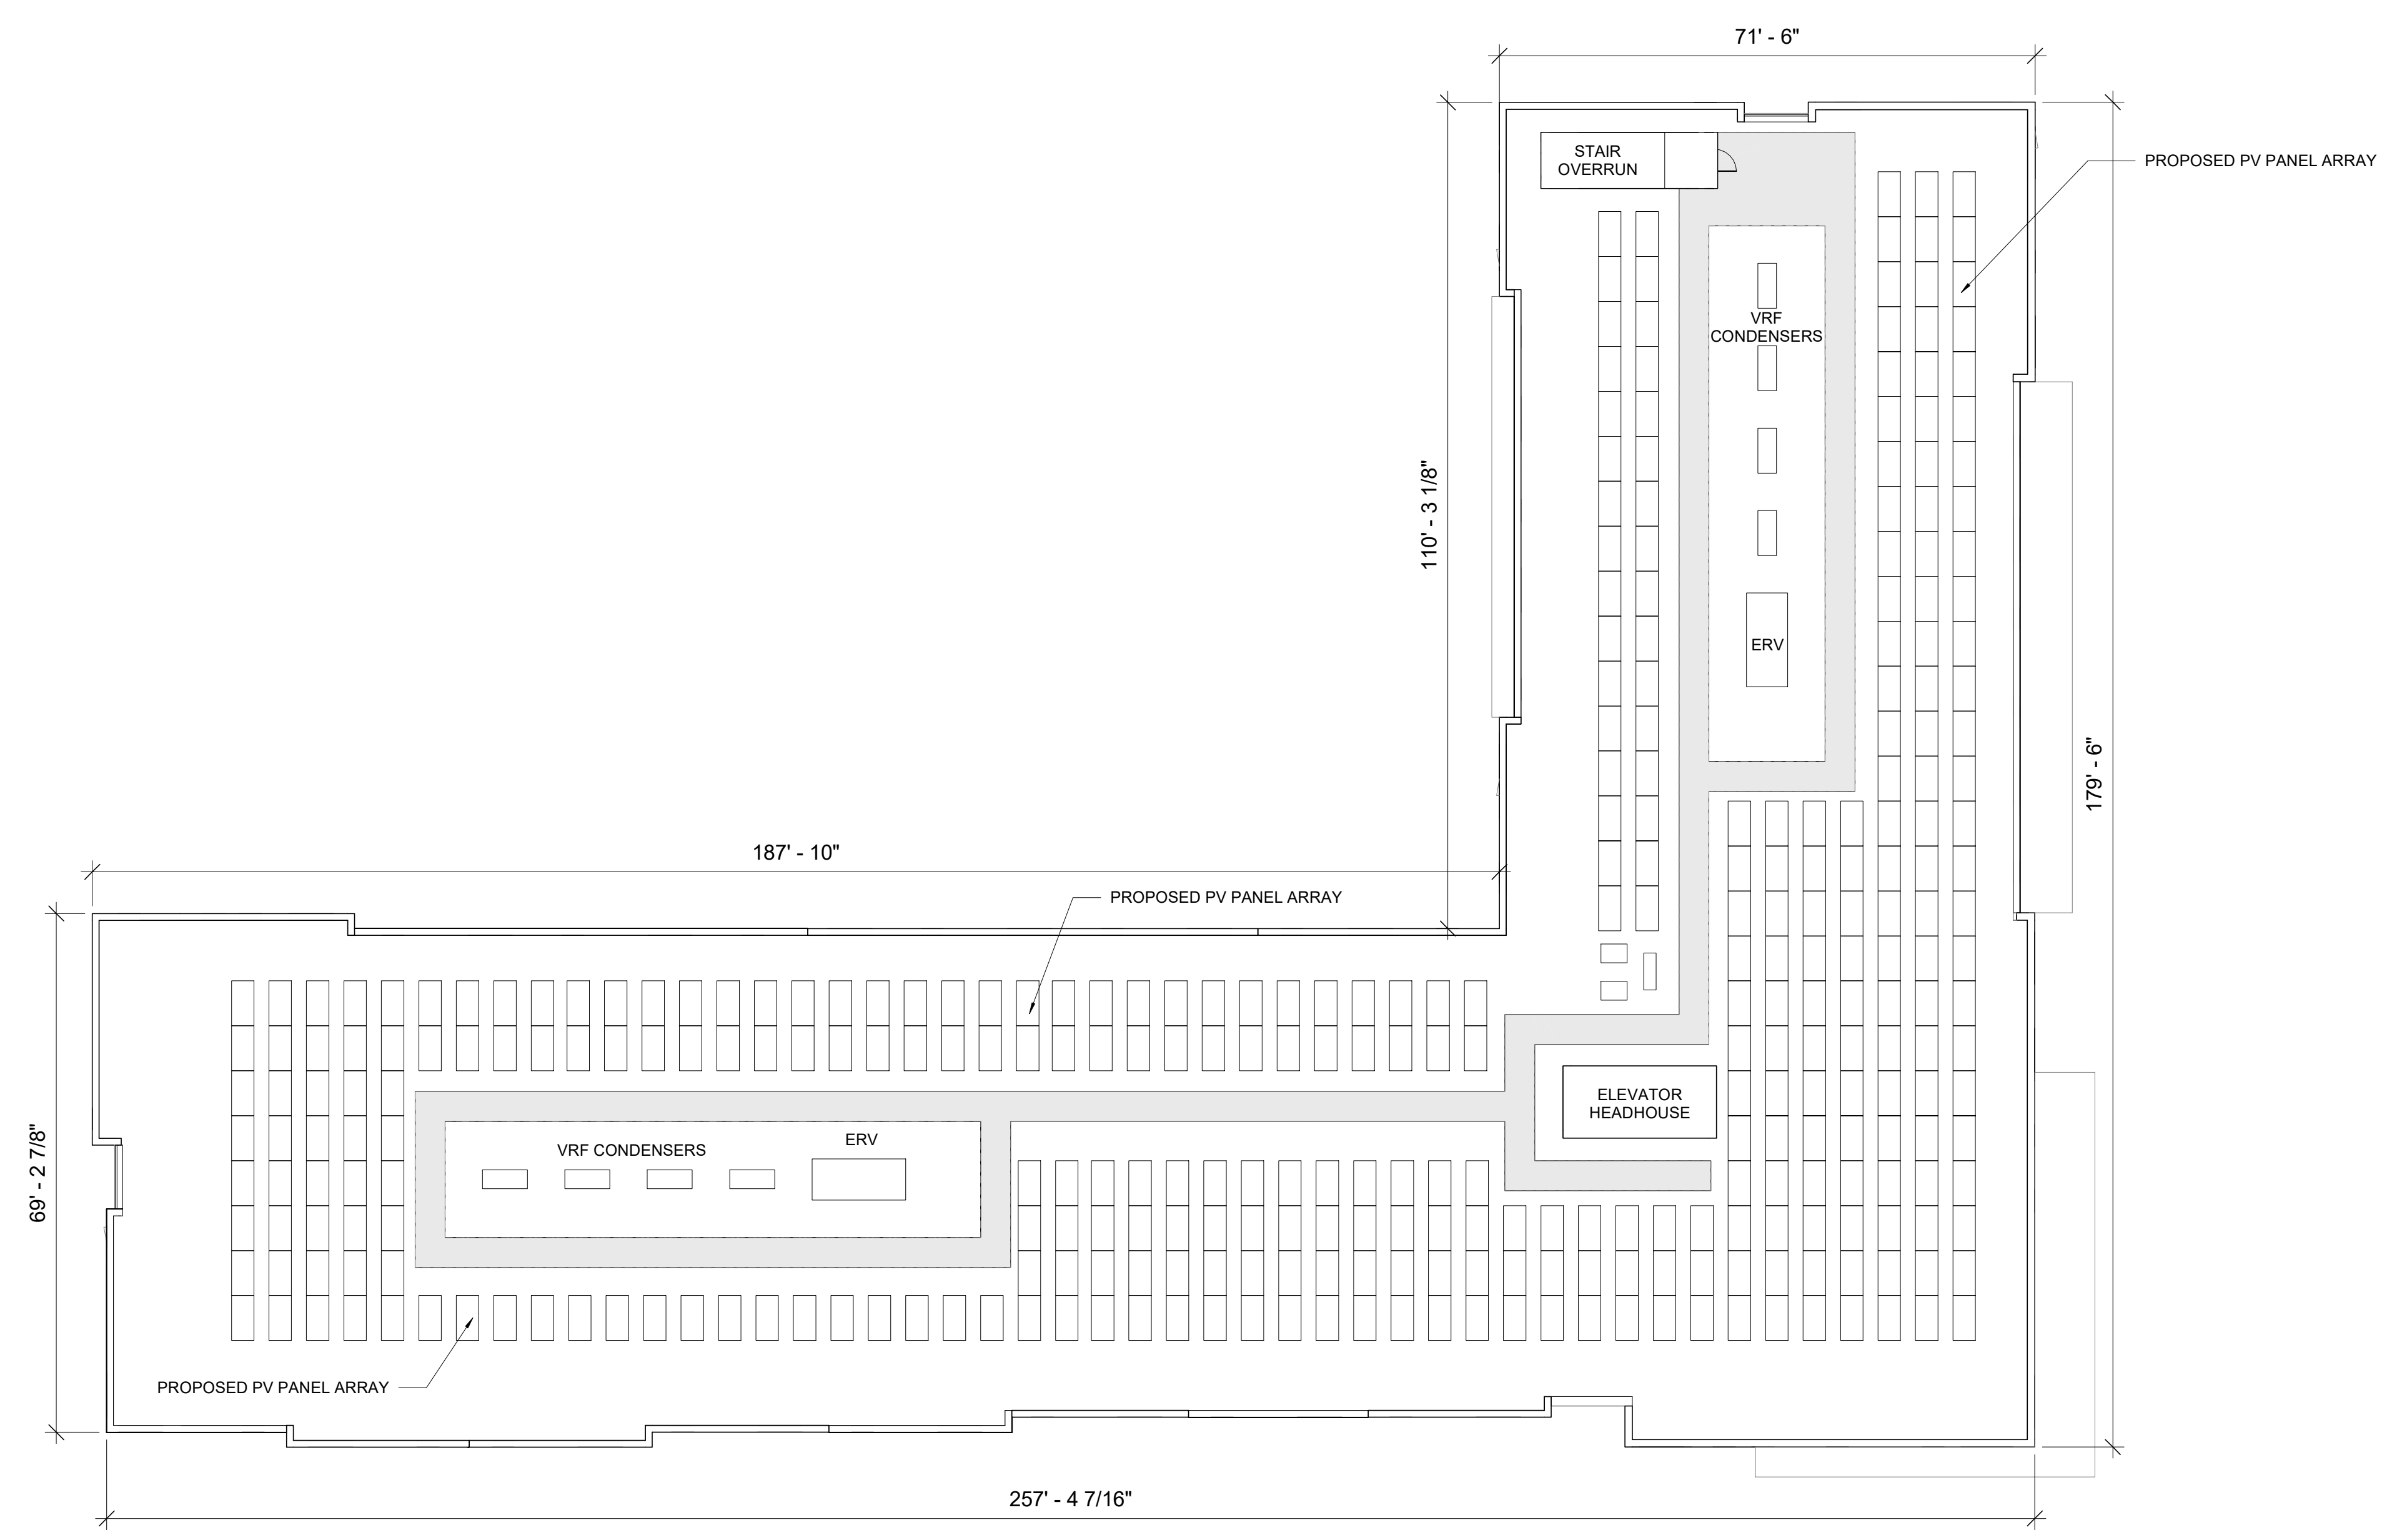 71' - 6"
STAIR
OVERRUN
PROPOSED PV PANEL ARRAY
VRF
CONDENSERS
110' - 3 1/8"
ERV
179' - 6"
187' - 10"
PROPOSED PV PANEL ARRAY
ELEVATOR
HEADHOUSE
69' - 2 7/8"
VRF CONDENSERS
ERV
PROPOSED PV PANEL ARRAY
257' - 4 7/16"